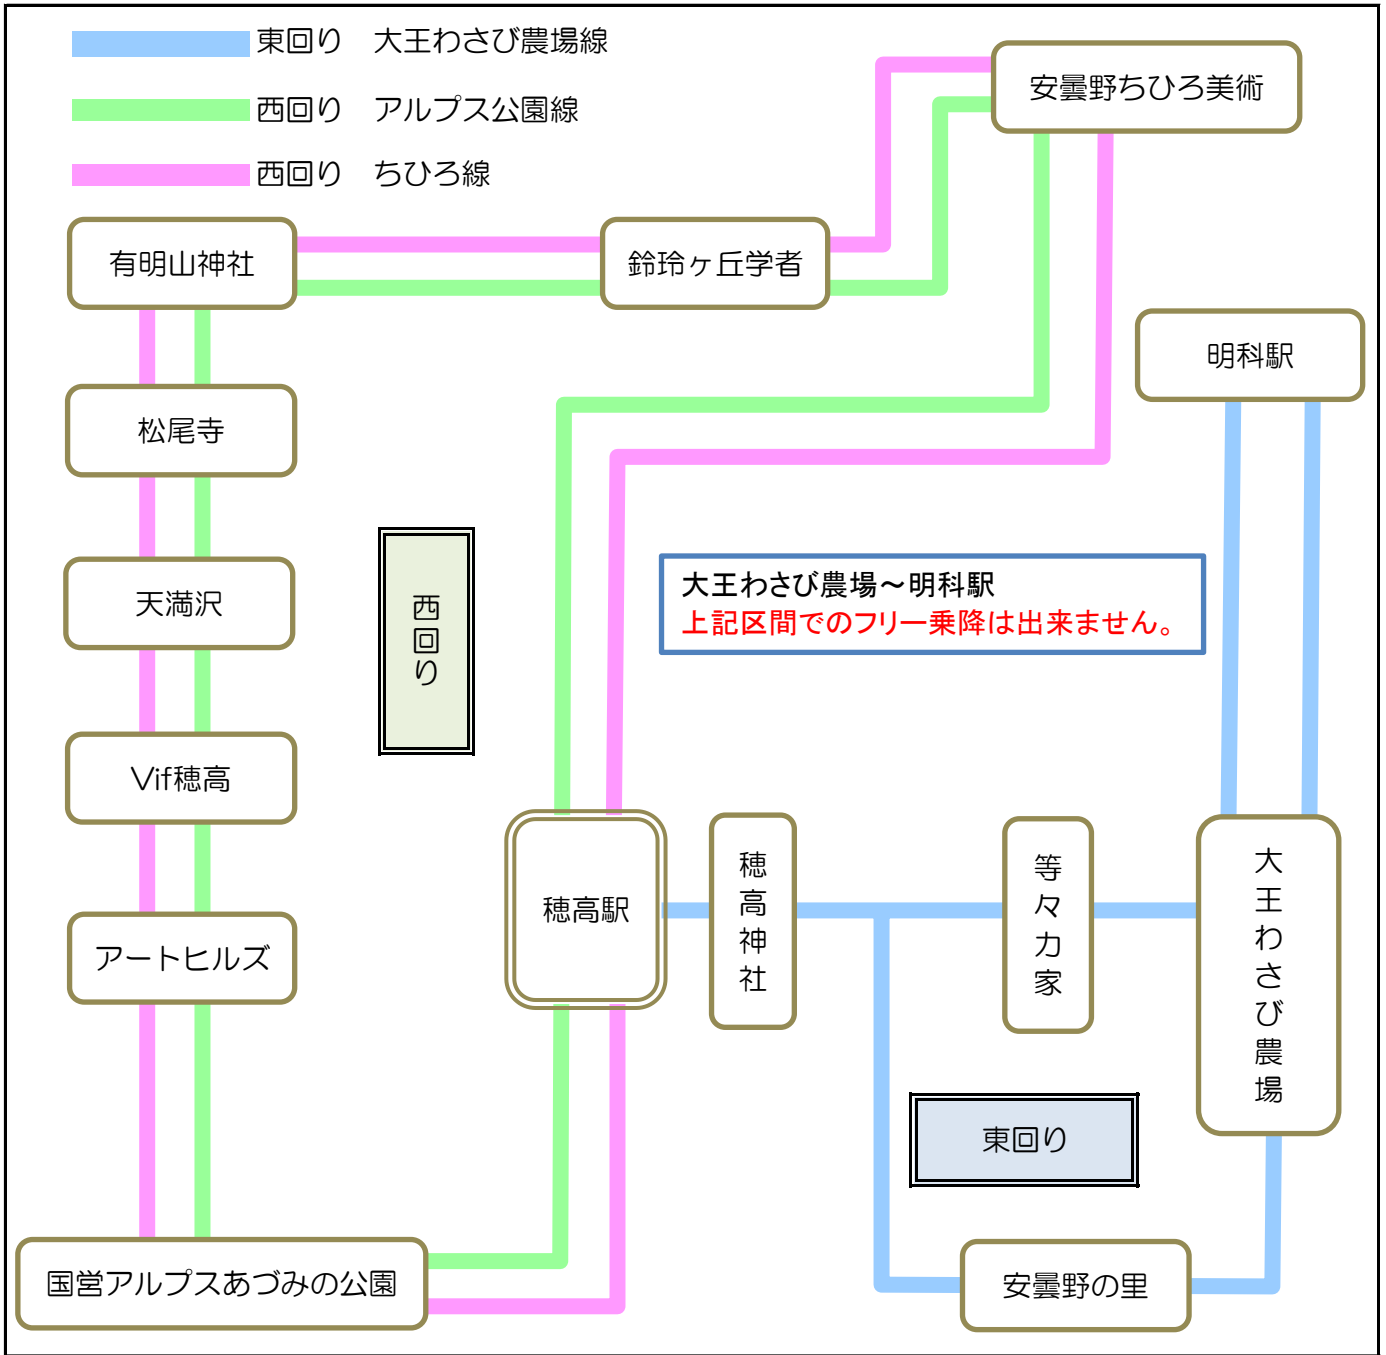 東回り　大王わさび農場線
西回り　アルプス公園線
西回り　ちひろ線
安曇野ちひろ美術
有明山神社
鈴玲ヶ丘学者
明科駅
松尾寺
天満沢
西回り
大王わさび農場～明科駅
上記区間でのフリー乗降は出来ません。
Vif穂高
アートヒルズ
穂高駅
穂高神社
等々力家
大王わさび農場
東回り
国営アルプスあづみの公園
安曇野の里